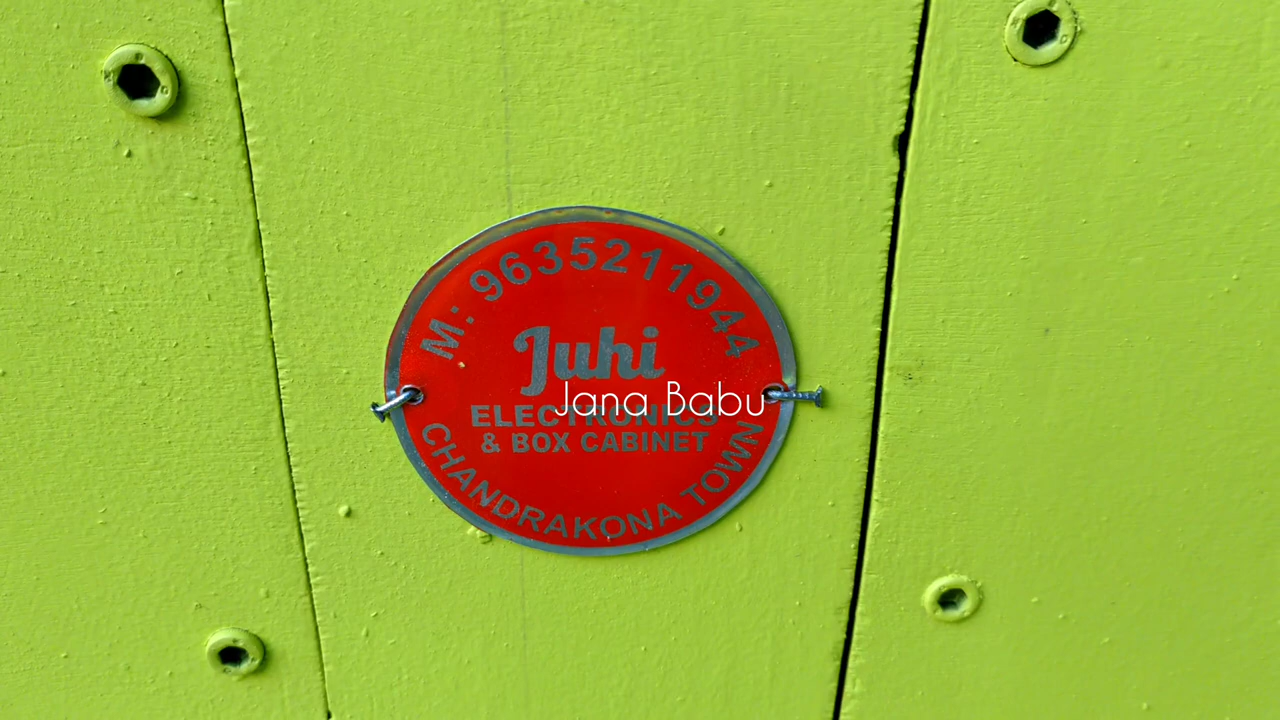 M: 9635211944
Juhi
Jana Babu
ELECTRONICS
& BOX CABINET
CHANDRAKONA TOWN